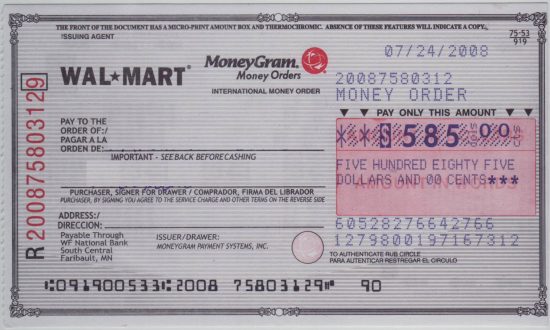 THE FRONT OF THE DOCUMENT HAS A MICRO-PRINT AMOUNT BOX AND THERMOCHROMIC. ABSENCE OF THESE FEATURES WILL INDICATE A COPY.
ISSUING AGENT
75-53
919
07/24/2008
WAL★MART®
MoneyGram®
Money Orders
INTERNATIONAL MONEY ORDER
20087580312
MONEY ORDER
R200875803129
▼ PAY ONLY THIS AMOUNT ▼ ▼
PAY TO THE
ORDER OF:/
PAGAR A LA
ORDEN DE:
**$585 00
IMPORTANT - SEE BACK BEFORE CASHING
FIVE HUNDRED EIGHTY FIVE
DOLLARS AND 00 CENTS***
PURCHASER, SIGNER FOR DRAWER / COMPRADOR, FIRMA DEL LIBRADOR
PURCHASER, BY SIGNING YOU AGREE TO THE SERVICE CHARGE AND OTHER TERMS ON THE REVERSE SIDE
ADDRESS:/
DIRECCION:
60528276642766
1279800197167312
Payable Through
WF National Bank
South Central
Faribault, MN
ISSUER/DRAWER:
MONEYGRAM PAYMENT SYSTEMS, INC.
TO AUTHENTICATE RUB CIRCLE
PARA AUTENTICAR RESTREGAR EL CIRCULO
⑆091900533⑆2008 75803129⑈ 90